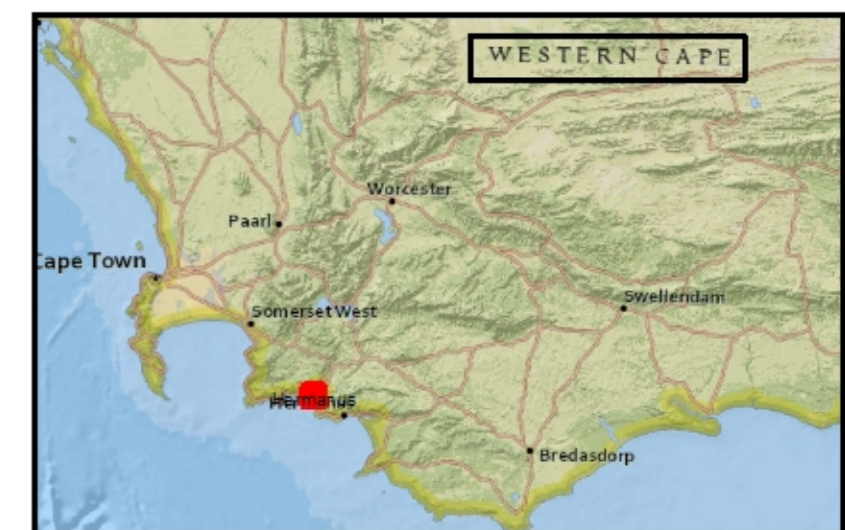 WESTERN CAPE
Worcester
Paarl
Cape Town
Swellendam
Somerset West
Hermanus
Bredasdorp